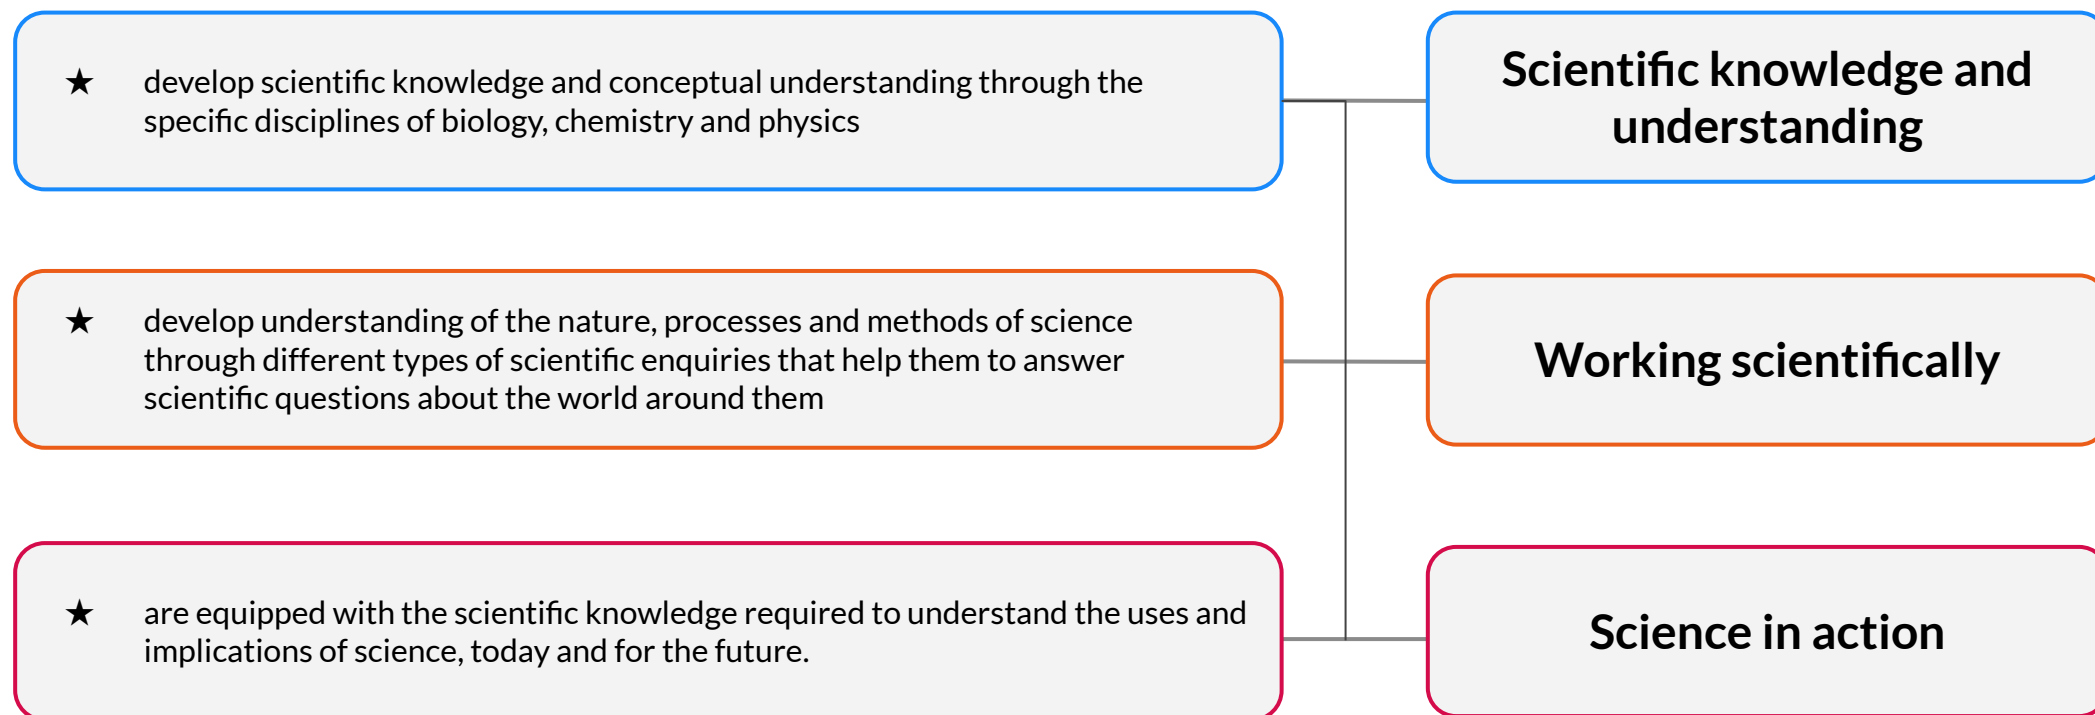 ★ develop scientific knowledge and conceptual understanding through the
specific disciplines of biology, chemistry and physics
Scientific knowledge and
understanding
★ develop understanding of the nature, processes and methods of science
through different types of scientific enquiries that help them to answer
scientific questions about the world around them
Working scientifically
★ are equipped with the scientific knowledge required to understand the uses and
implications of science, today and for the future.
Science in action